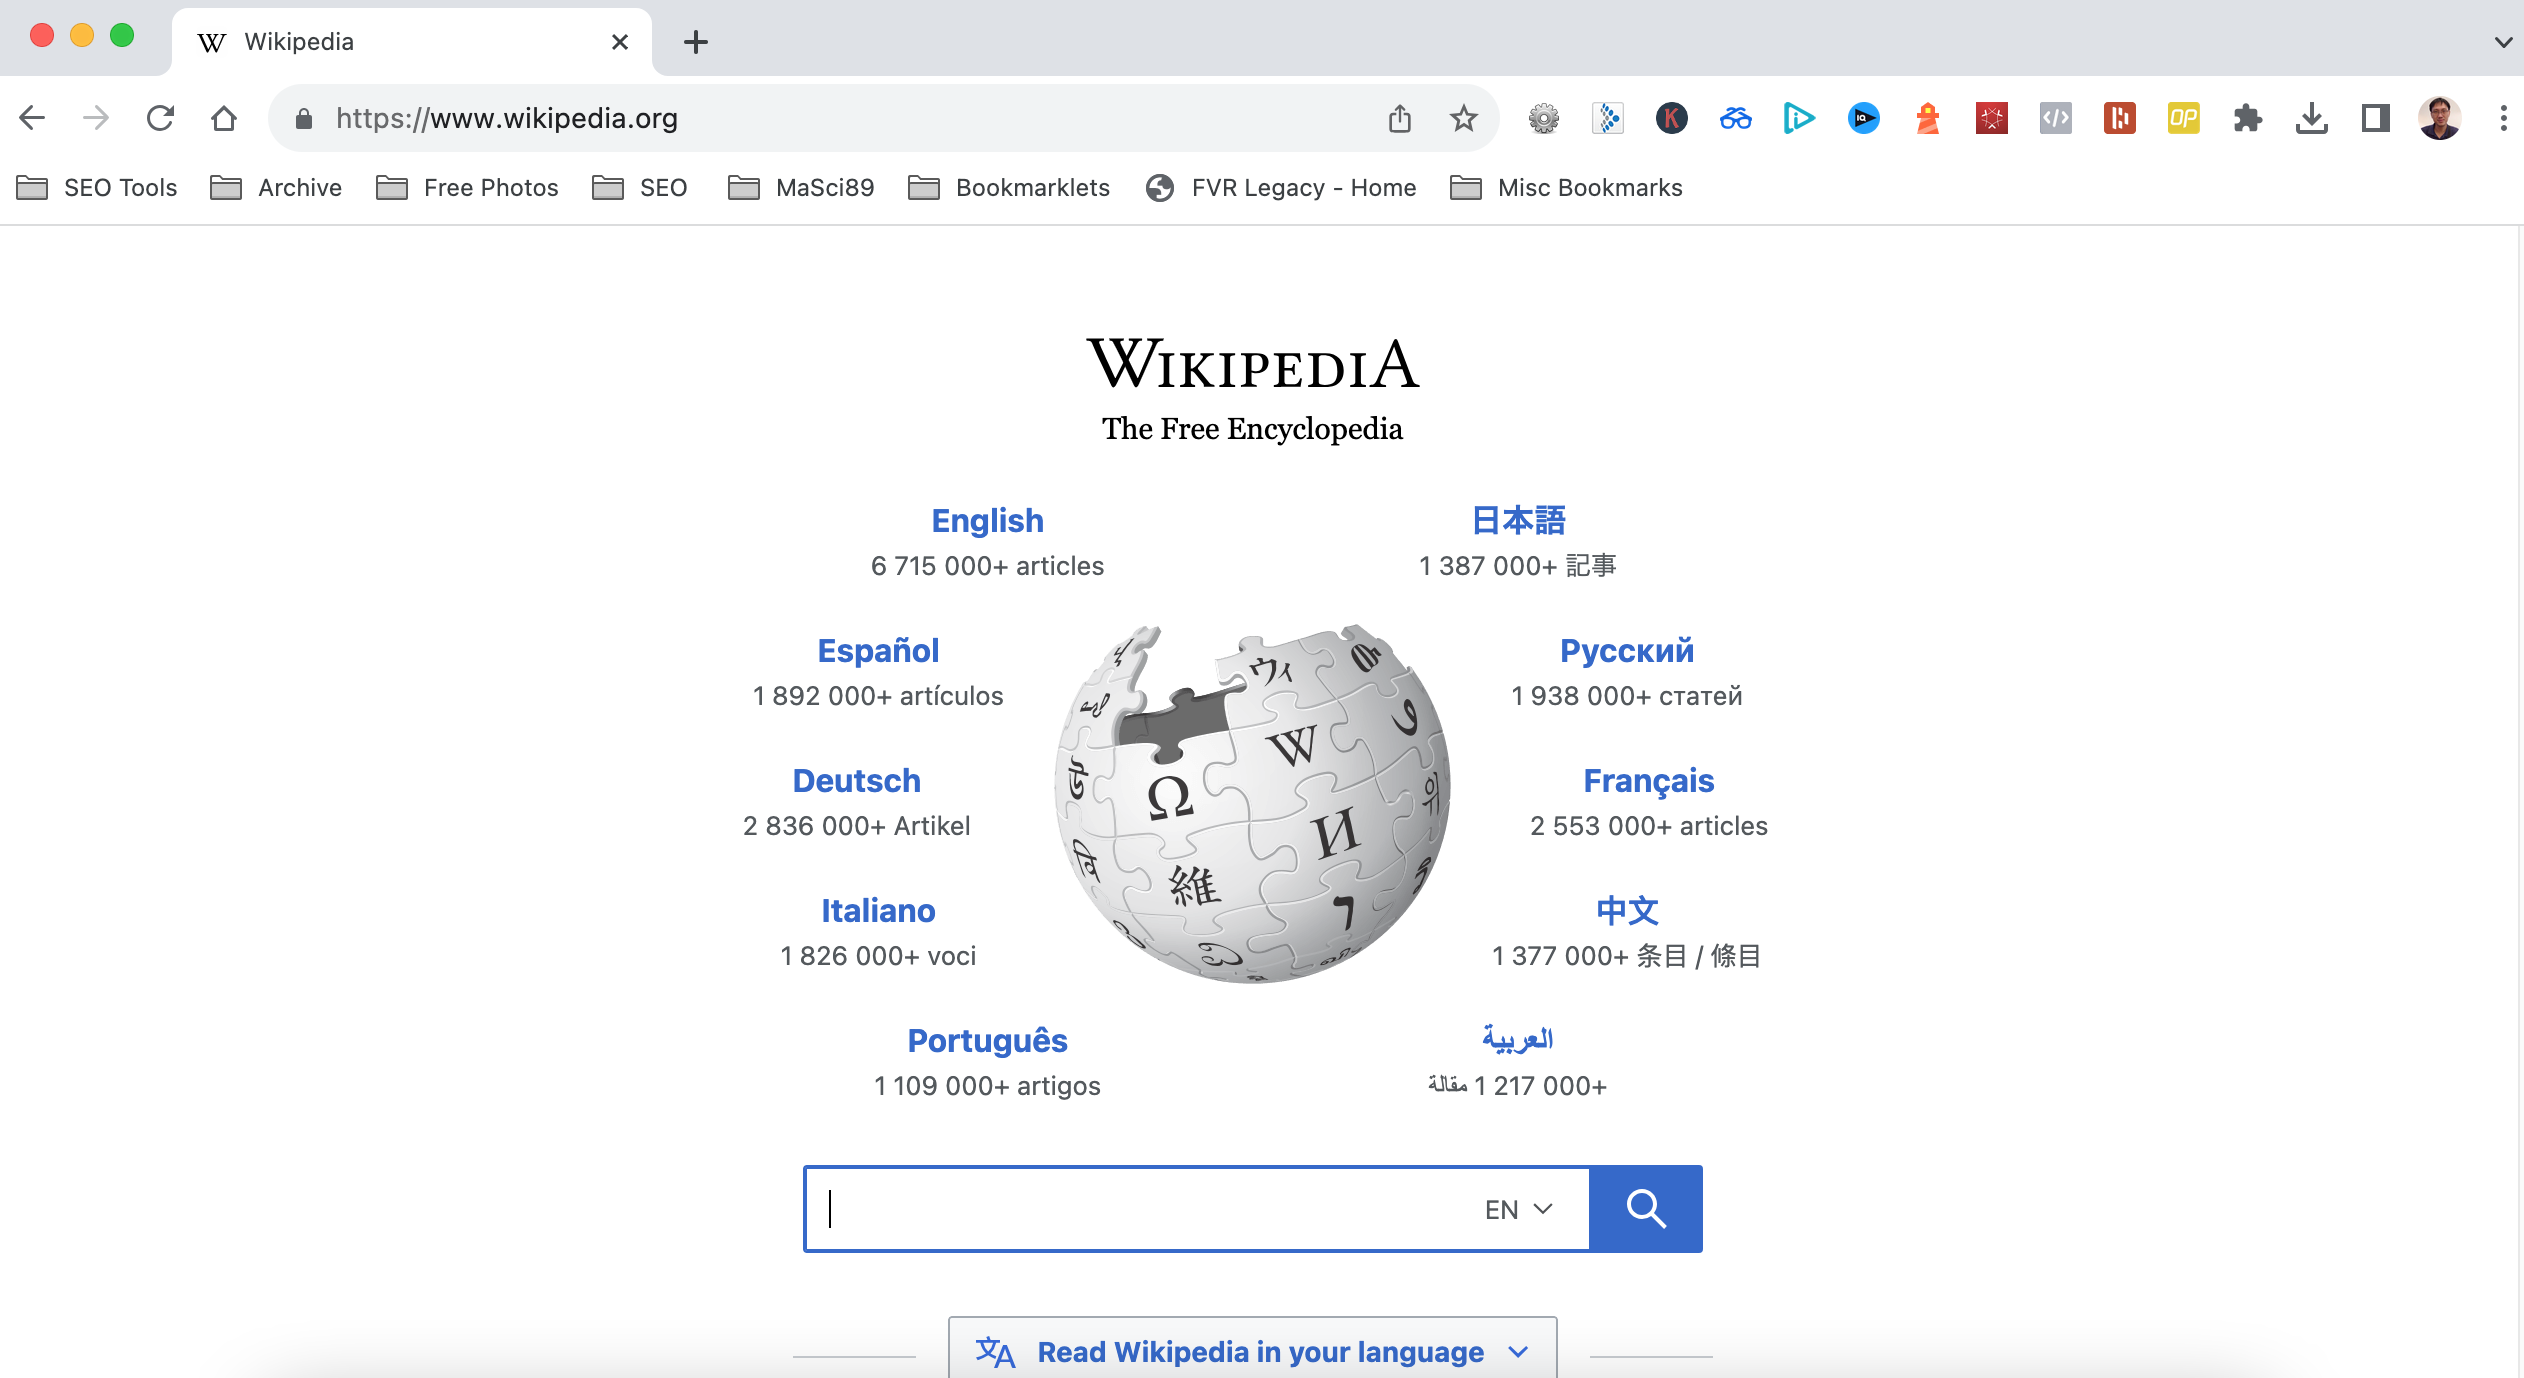 Wikipedia
https://www.wikipedia.org
SEO Tools
Archive
Free Photos
SEO
MaSci89
Bookmarklets
FVR Legacy - Home
Misc Bookmarks
WIKIPEDIA
The Free Encyclopedia
English
6 715 000+ articles
日本語
1 387 000+ 記事
Español
1 892 000+ artículos
Русский
1 938 000+ статей
Deutsch
2 836 000+ Artikel
Français
2 553 000+ articles
Italiano
1 826 000+ voci
中文
1 377 000+ 条目 / 條目
Português
1 109 000+ artigos
العربية
1 217 000+ مقالة
Ω
W
И
維
ウィ
위
EN
Read Wikipedia in your language